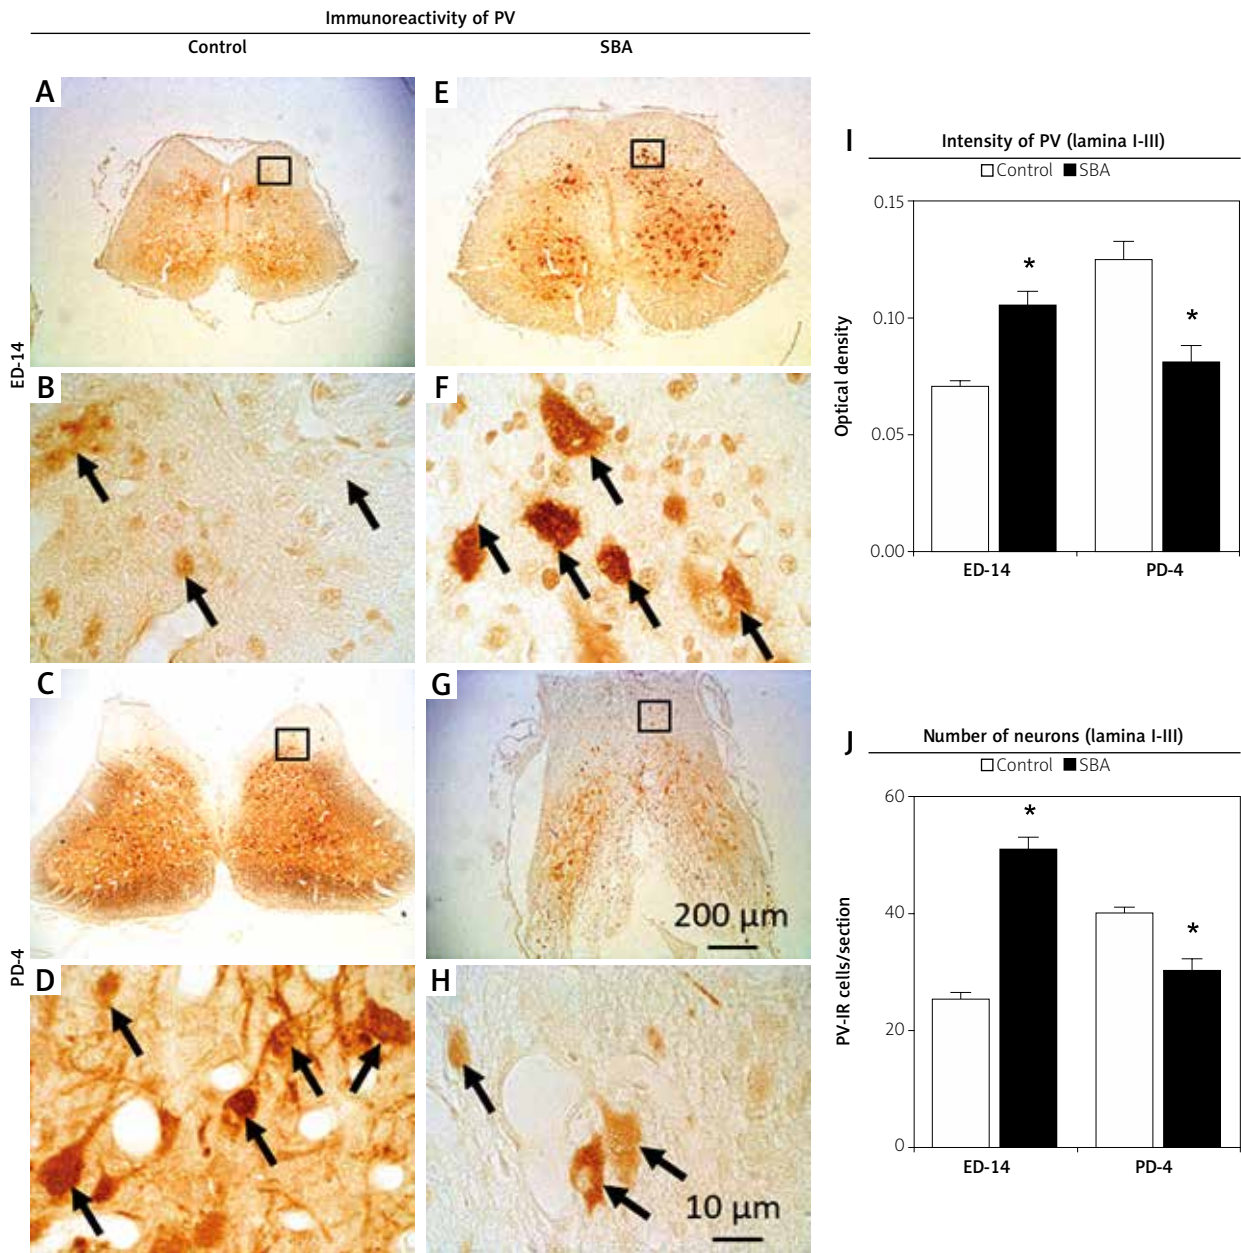 Immunoreactivity of PV
Control
SBA
A
E
ED-14
B
F
C
G
200 µm
PD-4
D
H
10 µm
I
Intensity of PV (lamina I-III)
Control SBA
0.15
0.10
0.05
0.00
Optical density
*
*
ED-14 PD-4
J
Number of neurons (lamina I-III)
Control SBA
60
40
20
0
PV-IR cells/section
*
*
ED-14 PD-4